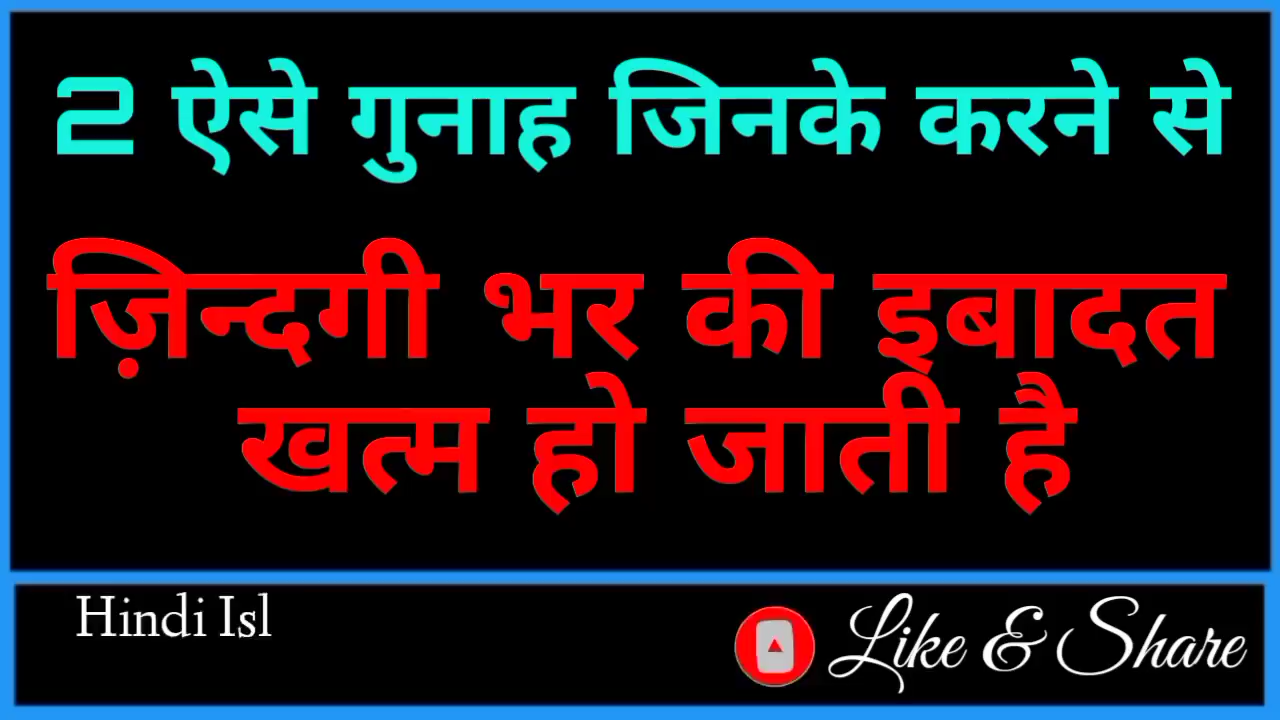 2 ऐसे गुनाह जिनके करने से
ज़िन्दगी भर की इबादत
खत्म हो जाती है
Hindi Isl
Like & Share